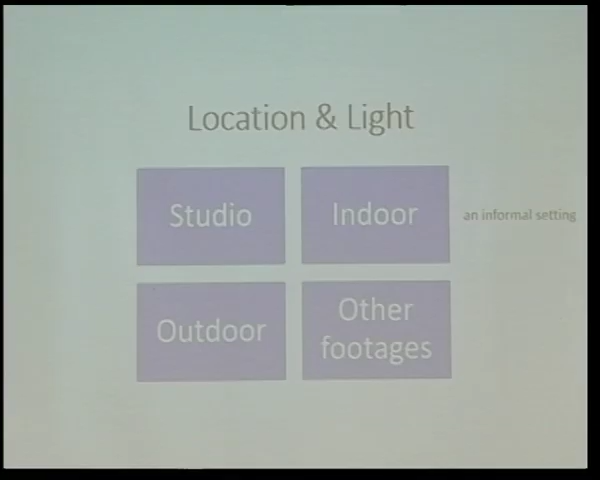 Location & Light
Studio
Indoor
an informal setting
Outdoor
Other
footages